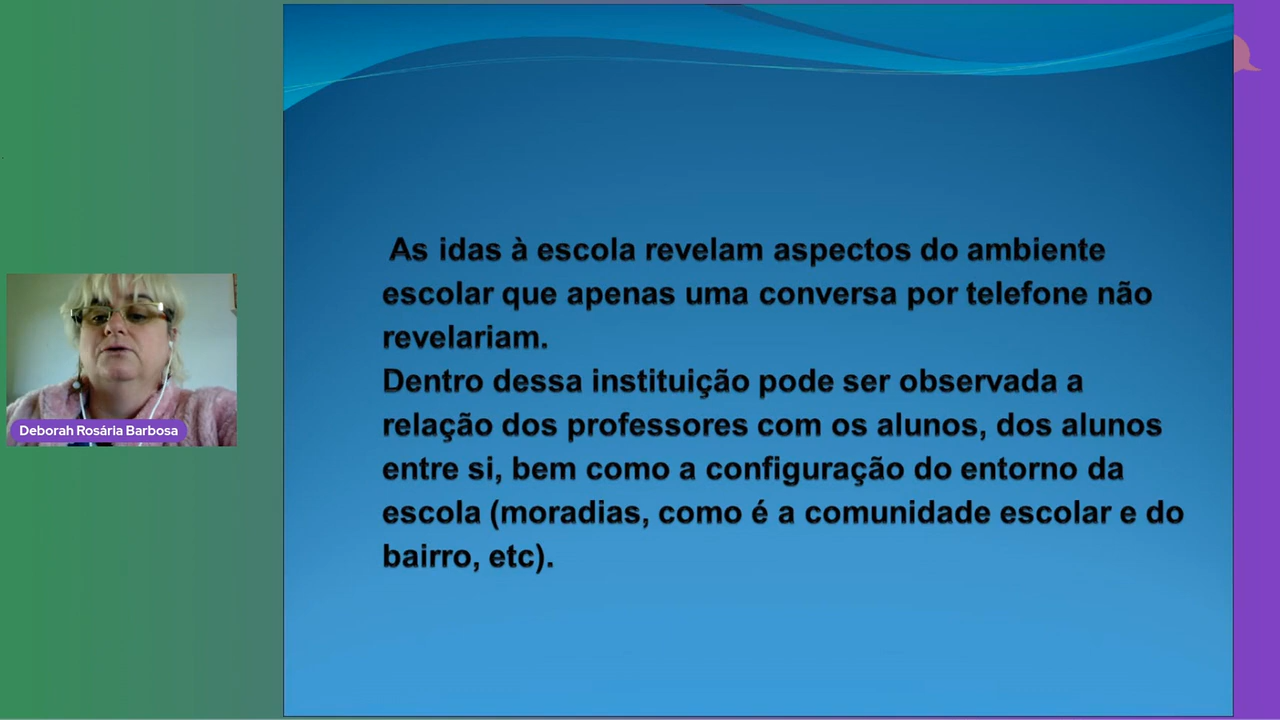 As idas à escola revelam aspectos do ambiente
escolar que apenas uma conversa por telefone não
revelariam.
Dentro dessa instituição pode ser observada a
relação dos professores com os alunos, dos alunos
entre si, bem como a configuração do entorno da
escola (moradias, como é a comunidade escolar e do
bairro, etc).
Deborah Rosária Barbosa